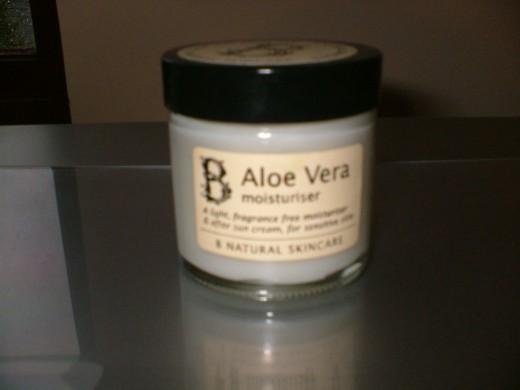 B Aloe Vera
moisturiser
A light, fragrance free moisturiser
& after sun cream, for sensitive skin
B NATURAL SKINCARE